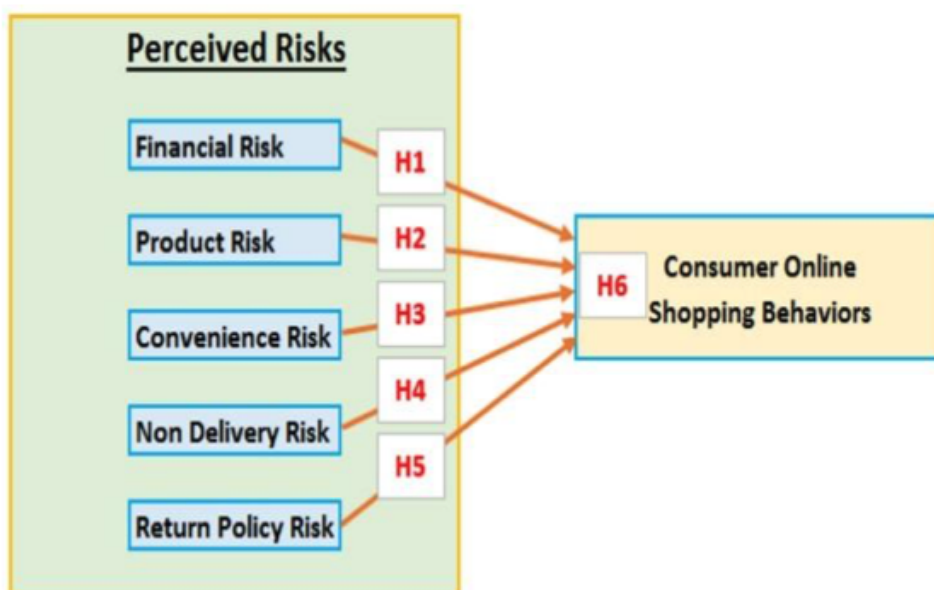 Perceived Risks
Financial Risk
H1
Product Risk
H2
Convenience Risk
H3
Non Delivery Risk
H4
Return Policy Risk
H5
H6
Consumer Online
Shopping Behaviors